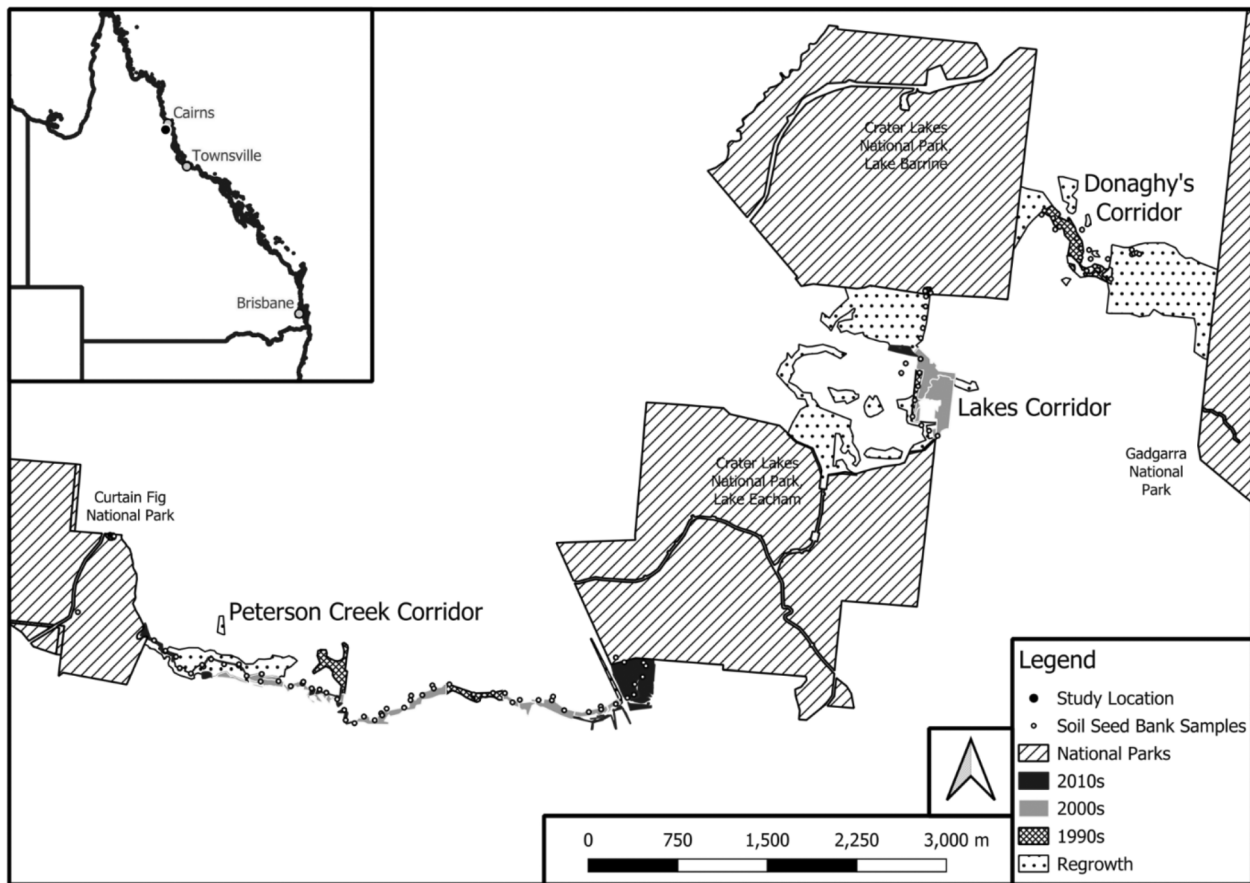 Cairns
Townsville
Brisbane
Crater Lakes
National Park,
Lake Barrine
Donaghy's
Corridor
Lakes Corridor
Gadgarra
National
Park
Crater Lakes
National Park,
Lake Eacham
Curtain Fig
National Park
Peterson Creek Corridor
Legend
Study Location
Soil Seed Bank Samples
National Parks
2010s
2000s
1990s
Regrowth
0 750 1,500 2,250 3,000 m